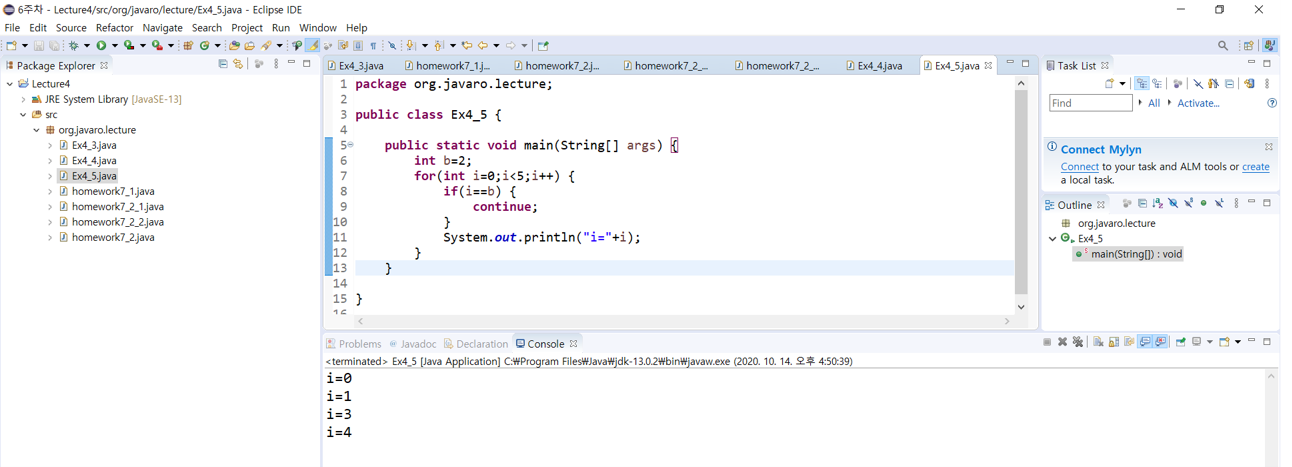 6주차 - Lecture4/src/org/javaro/lecture/Ex4_5.java - Eclipse IDE
File Edit Source Refactor Navigate Search Project Run Window Help
Package Explorer
Lecture4
JRE System Library [JavaSE-13]
src
org.javaro.lecture
Ex4_3.java
Ex4_4.java
Ex4_5.java
homework7_1.java
homework7_2_1.java
homework7_2_2.java
homework7_2.java
Ex4_3.java homework7_1.j... homework7_2.j... homework7_2_... homework7_2_... Ex4_4.java Ex4_5.java
1 package org.javaro.lecture;
2
3 public class Ex4_5 {
4
5 public static void main(String[] args) {
6 int b=2;
7 for(int i=0;i<5;i++) {
8 if(i==b) {
9 continue;
10 }
11 System.out.println("i="+i);
12 }
13 }
14
15 }
16
Problems Javadoc Declaration Console
<terminated> Ex4_5 [Java Application] C:₩Program Files₩Java₩jdk-13.0.2₩bin₩javaw.exe (2020. 10. 14. 오후 4:50:39)
i=0
i=1
i=3
i=4
Task List
Find All Activate...
Connect Mylyn
Connect to your task and ALM tools or create
a local task.
Outline
org.javaro.lecture
Ex4_5
main(String[]) : void